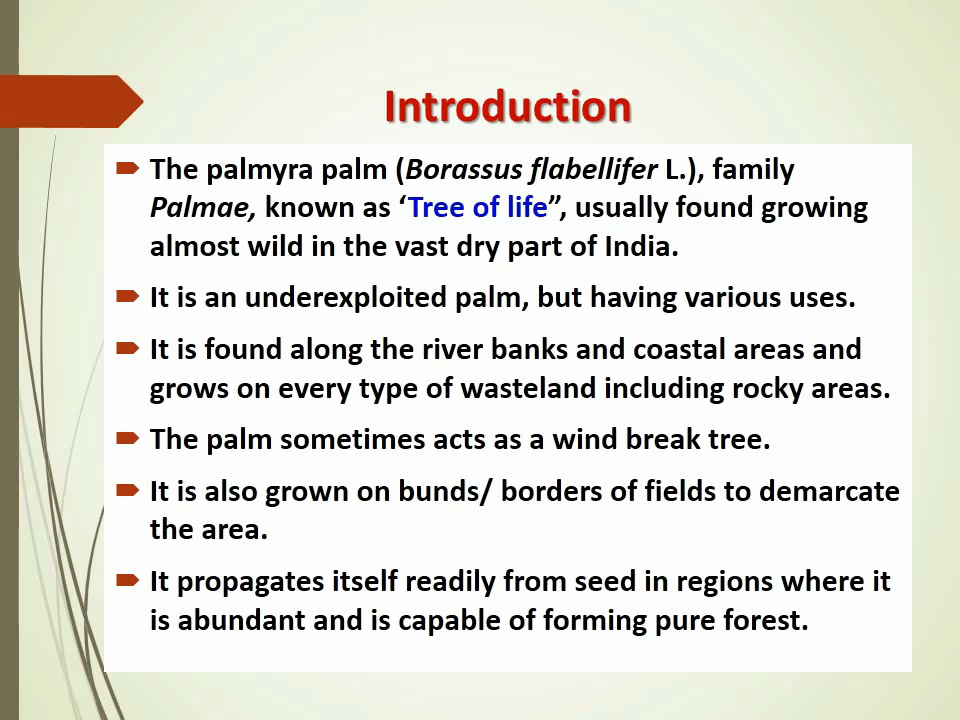 Introduction
The palmyra palm (Borassus flabellifer L.), family
Palmae, known as ‘Tree of life”, usually found growing
almost wild in the vast dry part of India.
It is an underexploited palm, but having various uses.
It is found along the river banks and coastal areas and
grows on every type of wasteland including rocky areas.
The palm sometimes acts as a wind break tree.
It is also grown on bunds/ borders of fields to demarcate
the area.
It propagates itself readily from seed in regions where it
is abundant and is capable of forming pure forest.